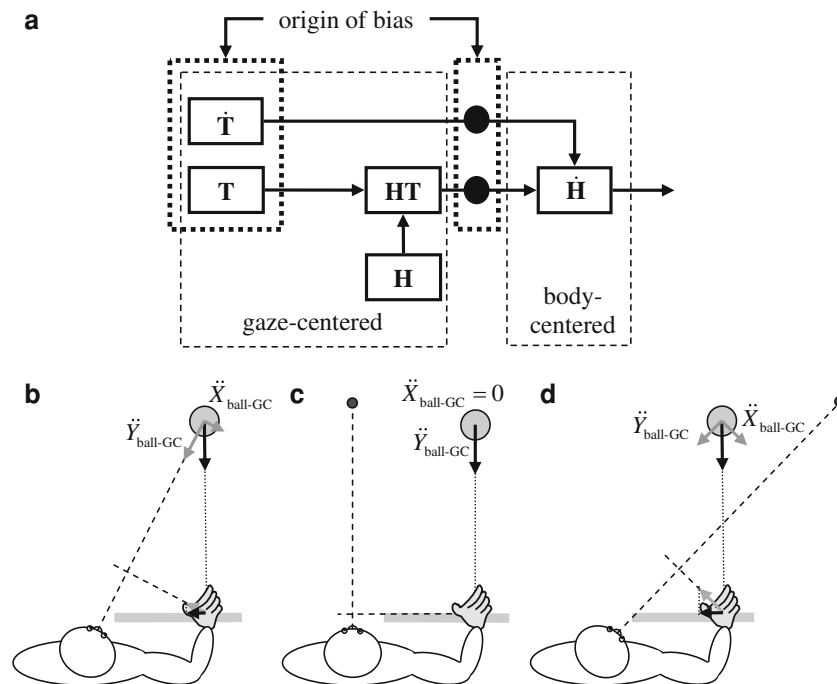 a
origin of bias
Ṫ
T
HT
Ḣ
H
gaze-centered
body-
centered
b
Ẍball-GC
Ÿball-GC
c
Ẍball-GC = 0
Ÿball-GC
d
Ÿball-GC
Ẍball-GC